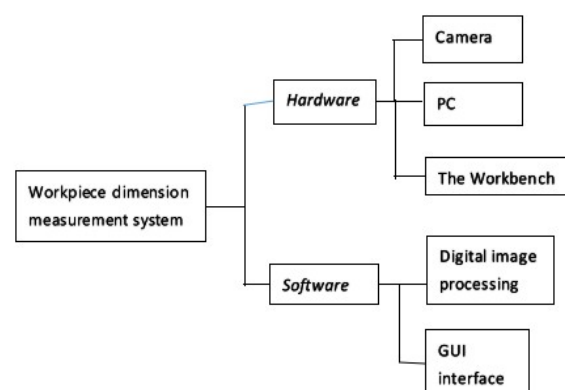 Camera
Hardware
PC
The Workbench
Workpiece dimension
measurement system
Software
Digital image
processing
GUI
interface